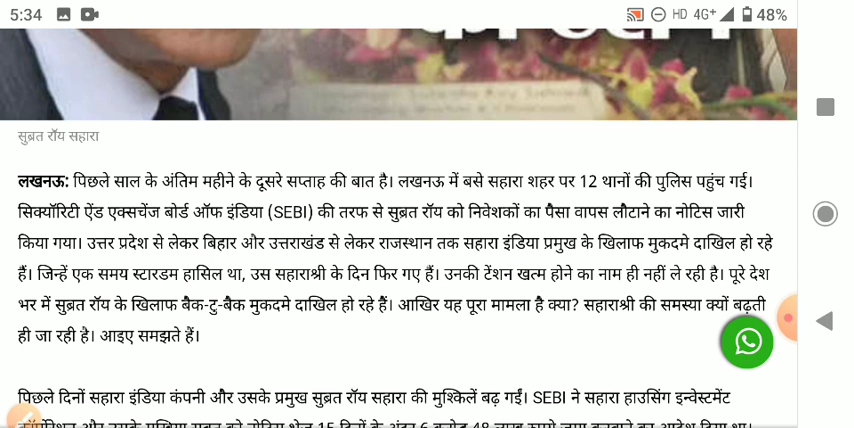 5:34 HD 4G+ 48%
सुब्रत रॉय सहारा
लखनऊ: पिछले साल के अंतिम महीने के दूसरे सप्ताह की बात है। लखनऊ में बसे सहारा शहर पर 12 थानों की पुलिस पहुंच गई।
सिक्यॉरिटी ऐंड एक्सचेंज बोर्ड ऑफ इंडिया (SEBI) की तरफ से सुब्रत रॉय को निवेशकों का पैसा वापस लौटाने का नोटिस जारी
किया गया। उत्तर प्रदेश से लेकर बिहार और उत्तराखंड से लेकर राजस्थान तक सहारा इंडिया प्रमुख के खिलाफ मुकदमे दाखिल हो रहे
हैं। जिन्हें एक समय स्टारडम हासिल था, उस सहाराश्री के दिन फिर गए हैं। उनकी टेंशन खत्म होने का नाम ही नहीं ले रही है। पूरे देश
भर में सुब्रत रॉय के खिलाफ बैक-टु-बैक मुकदमे दाखिल हो रहे हैं। आखिर यह पूरा मामला है क्या? सहाराश्री की समस्या क्यों बढ़ती
ही जा रही है। आइए समझते हैं।
पिछले दिनों सहारा इंडिया कंपनी और उसके प्रमुख सुब्रत रॉय सहारा की मुश्किलें बढ़ गईं। SEBI ने सहारा हाउसिंग इन्वेस्टमेंट